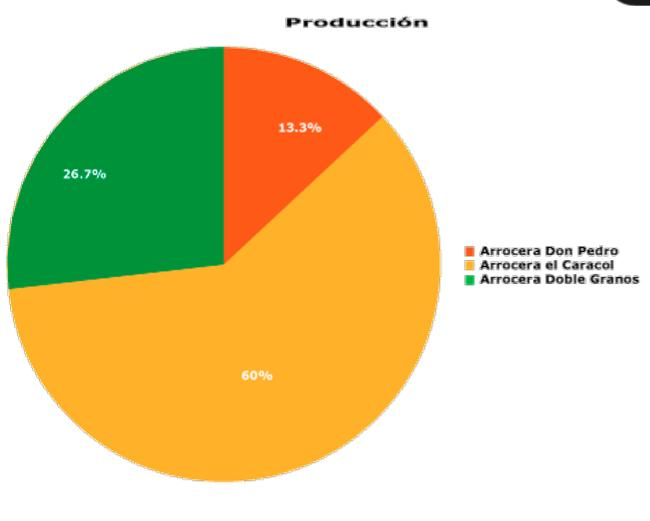 Producción
13.3%
26.7%
60%
Arrocera Don Pedro
Arrocera el Caracol
Arrocera Doble Granos